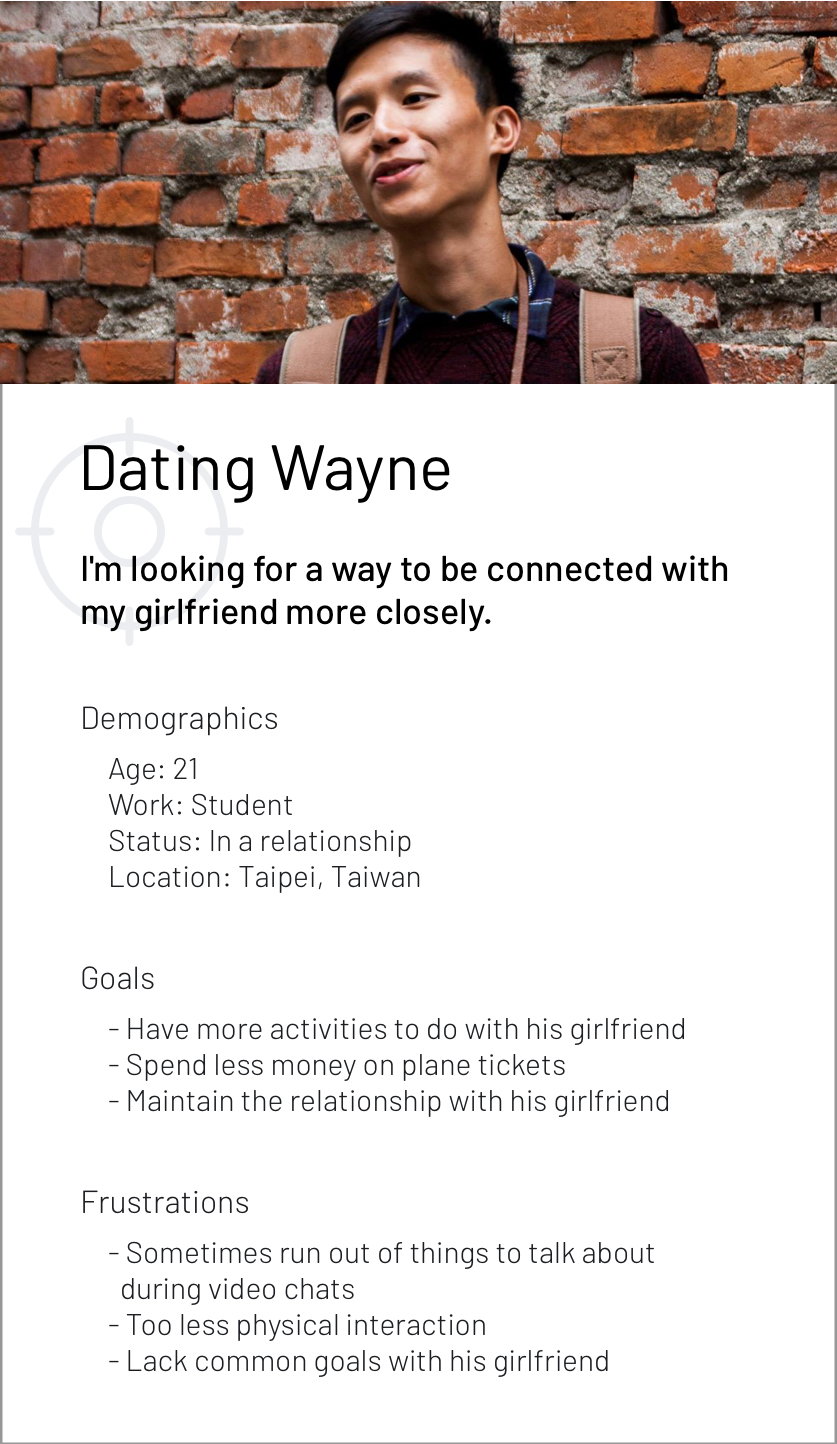 Dating Wayne
I'm looking for a way to be connected with
my girlfriend more closely.
Demographics
Age: 21
Work: Student
Status: In a relationship
Location: Taipei, Taiwan
Goals
- Have more activities to do with his girlfriend
- Spend less money on plane tickets
- Maintain the relationship with his girlfriend
Frustrations
- Sometimes run out of things to talk about
during video chats
- Too less physical interaction
- Lack common goals with his girlfriend